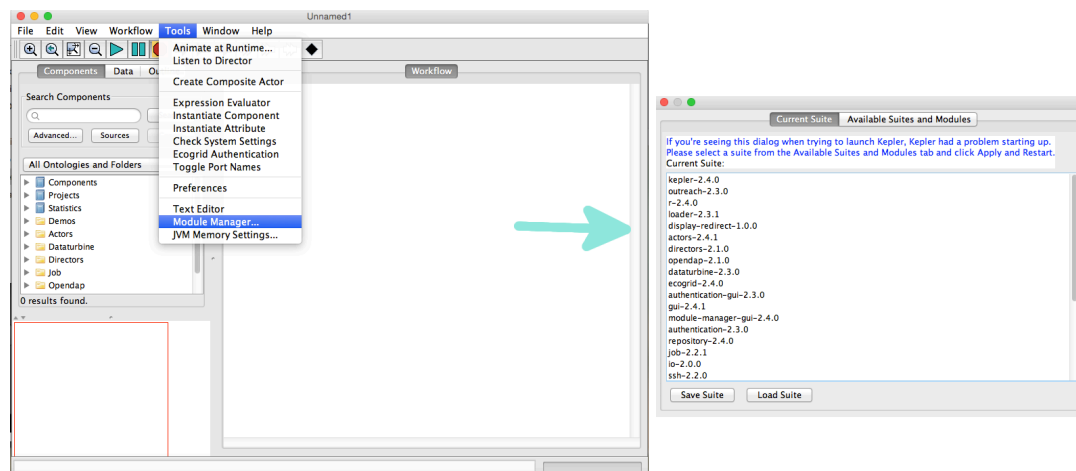 Unnamed1
File Edit View Workflow Tools Window Help
Animate at Runtime...
Listen to Director
Create Composite Actor
Expression Evaluator
Instantiate Component
Instantiate Attribute
Check System Settings
Ecogrid Authentication
Toggle Port Names
Preferences
Text Editor
Module Manager...
JVM Memory Settings...
Components Data
Search Components
Advanced... Sources
All Ontologies and Folders
Components
Projects
Statistics
Demos
Actors
Dataturbine
Directors
Job
Opendap
0 results found.
Workflow
Current Suite Available Suites and Modules
If you're seeing this dialog when trying to launch Kepler, Kepler had a problem starting up.
Please select a suite from the Available Suites and Modules tab and click Apply and Restart.
Current Suite:
kepler-2.4.0
outreach-2.3.0
r-2.4.0
loader-2.3.1
display-redirect-1.0.0
actors-2.4.1
directors-2.1.0
opendap-2.1.0
dataturbine-2.3.0
ecogrid-2.4.0
authentication-gui-2.3.0
gui-2.4.1
module-manager-gui-2.4.0
authentication-2.3.0
repository-2.4.0
job-2.2.1
io-2.0.0
ssh-2.2.0
Save Suite Load Suite